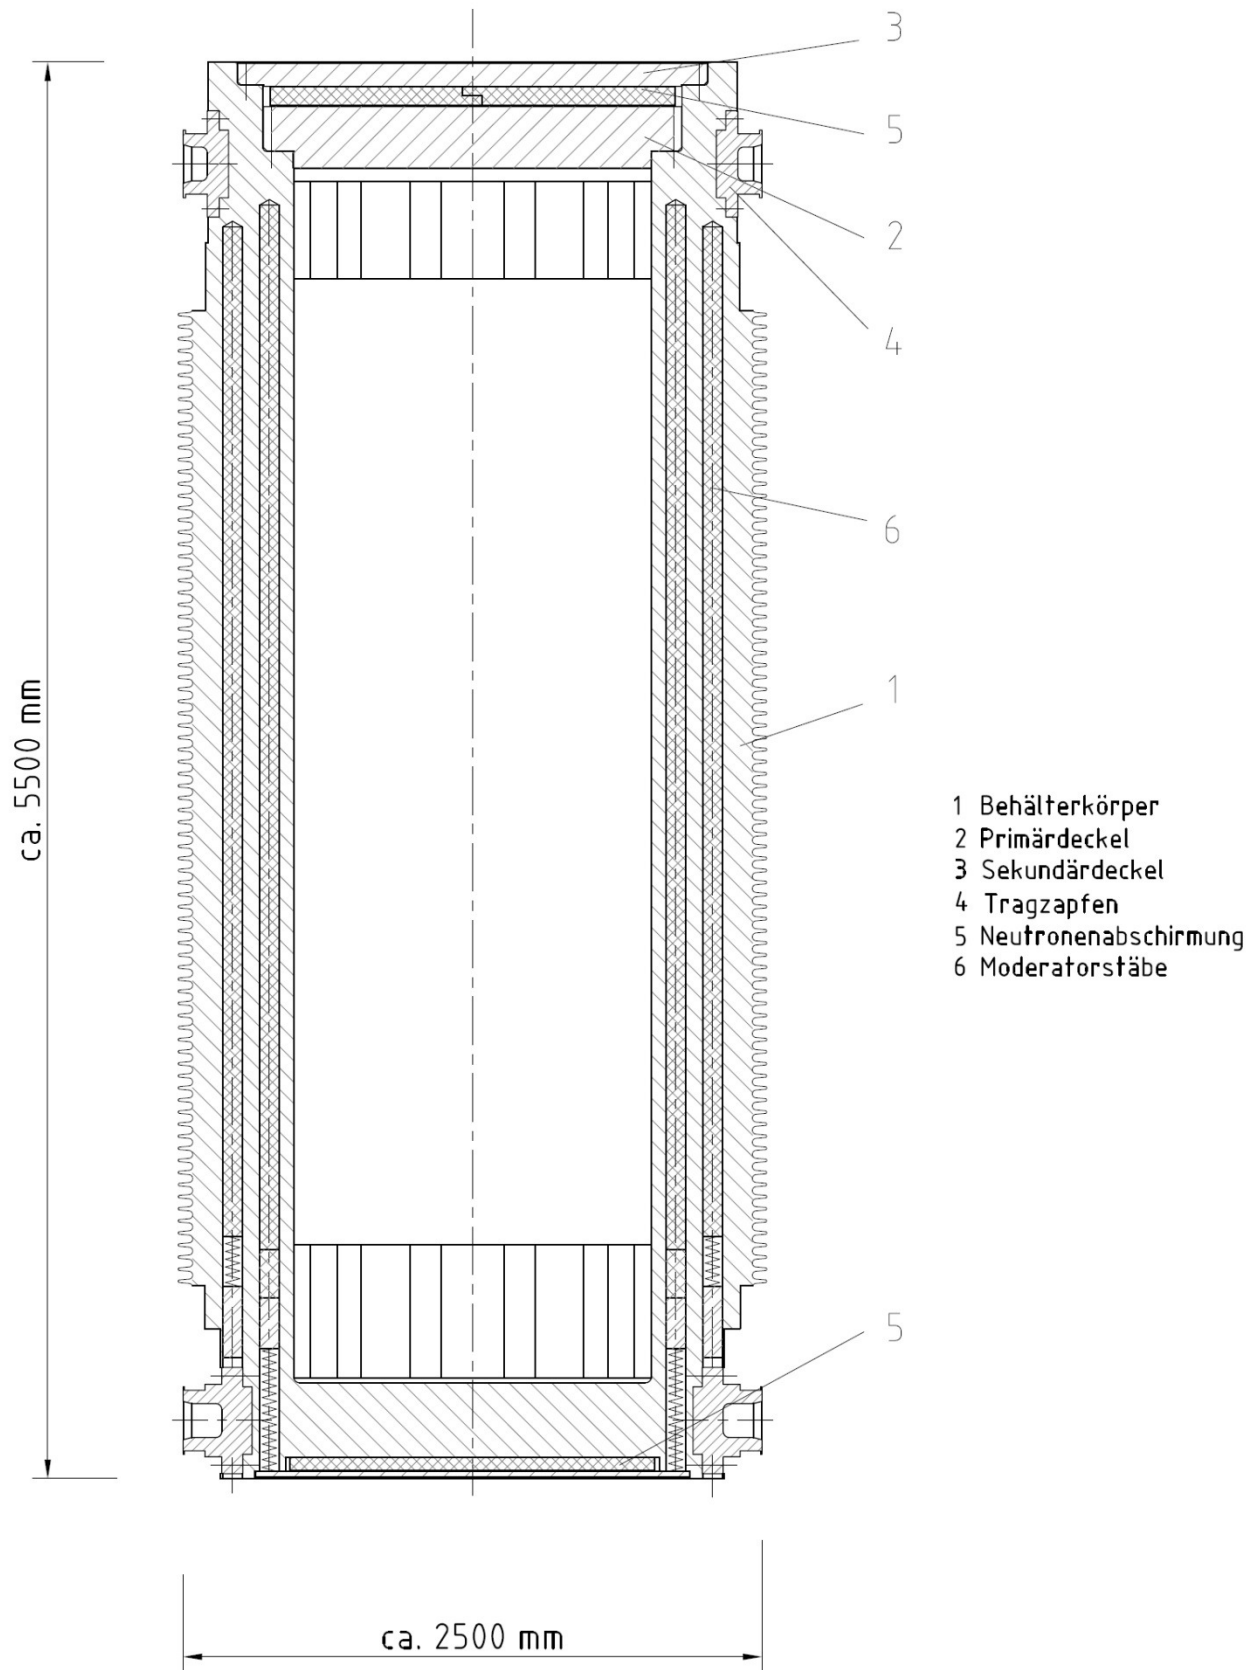 3
5
2
4
6
1
ca. 5500 mm
1 Behälterkörper
2 Primärdeckel
3 Sekundärdeckel
4 Tragzapfen
5 Neutronenabschirmung
6 Moderatorstäbe
5
ca. 2500 mm